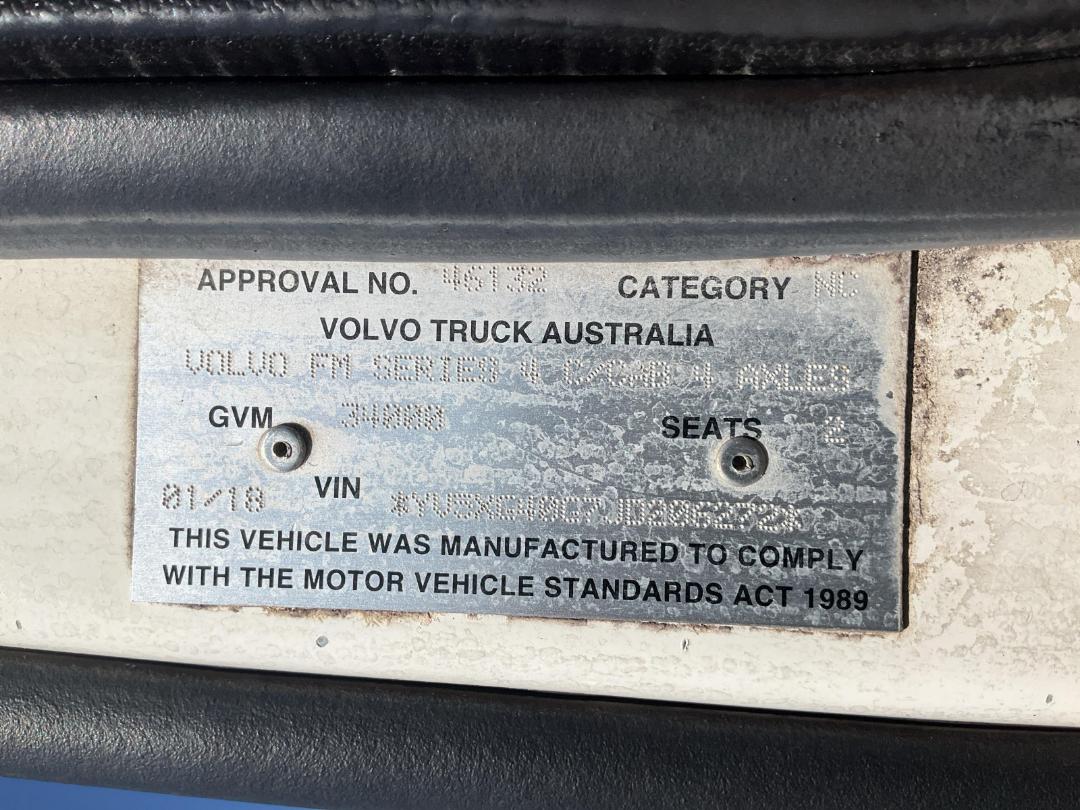 APPROVAL NO. 46132 CATEGORY NC
VOLVO TRUCK AUSTRALIA
VOLVO FM SERIES 4 C/CAB 4 AXLES
GVM 34000 SEATS 2
01/18 VIN
THIS VEHICLE WAS MANUFACTURED TO COMPLY
WITH THE MOTOR VEHICLE STANDARDS ACT 1989